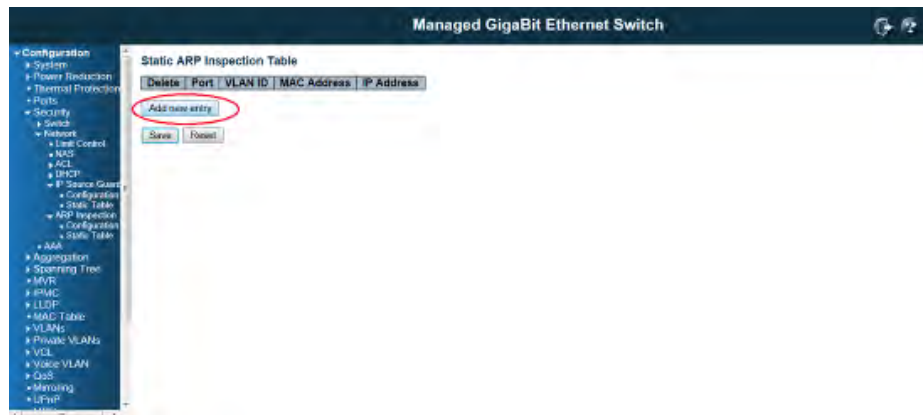 Managed GigaBit Ethernet Switch
Configuration
System
Power Reduction
Thermal Protection
Ports
Security
Switch
Network
Limit Control
NAS
ACL
DHCP
IP Source Guard
Configuration
Static Table
ARP Inspection
Configuration
Static Table
AAA
Aggregation
Spanning Tree
MVR
IPMC
LLDP
MAC Table
VLANs
Private VLANs
VCL
Voice VLAN
QoS
Mirroring
UPnP
Static ARP Inspection Table
Delete Port VLAN ID MAC Address IP Address
Add new entry
Save Reset